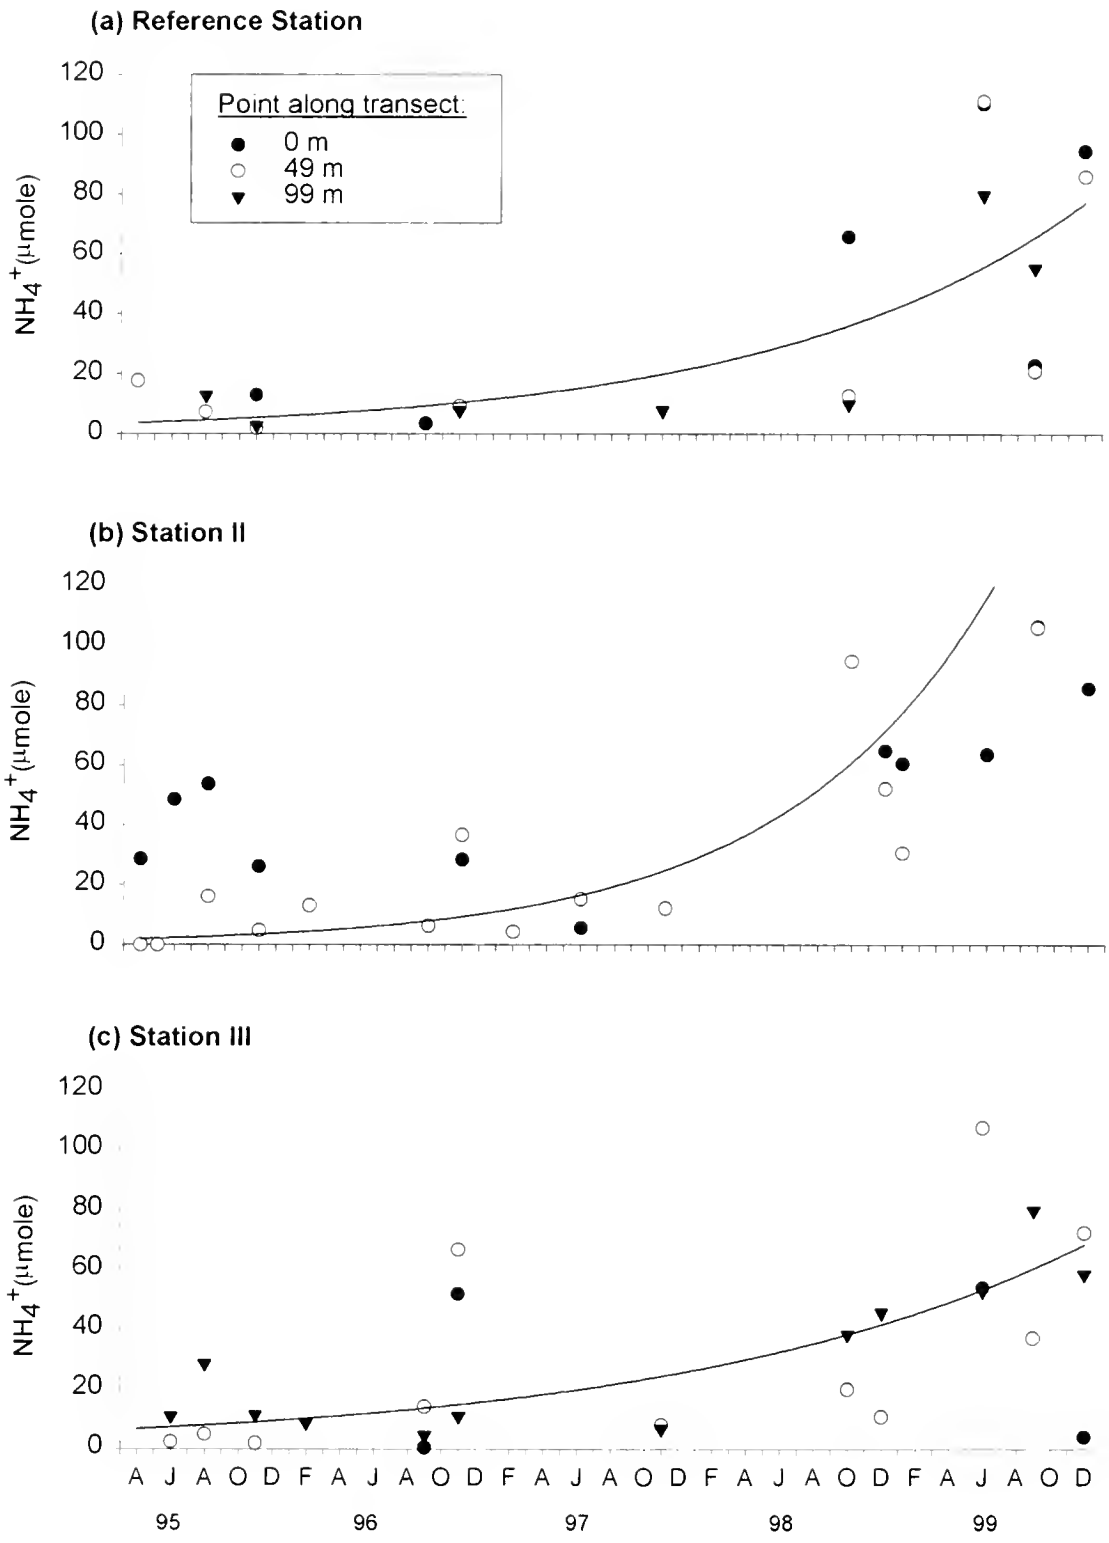 (a) Reference Station
120
100
80
60
40
20
0
NH4+(μmole)
Point along transect:
0 m
49 m
99 m
(b) Station II
120
100
80
60
40
20
0
NH4+(μmole)
(c) Station III
120
100
80
60
40
20
0
NH4+(μmole)
A J A O D F A J A O D F A J A O D F A J A O D F A J A O D
95 96 97 98 99